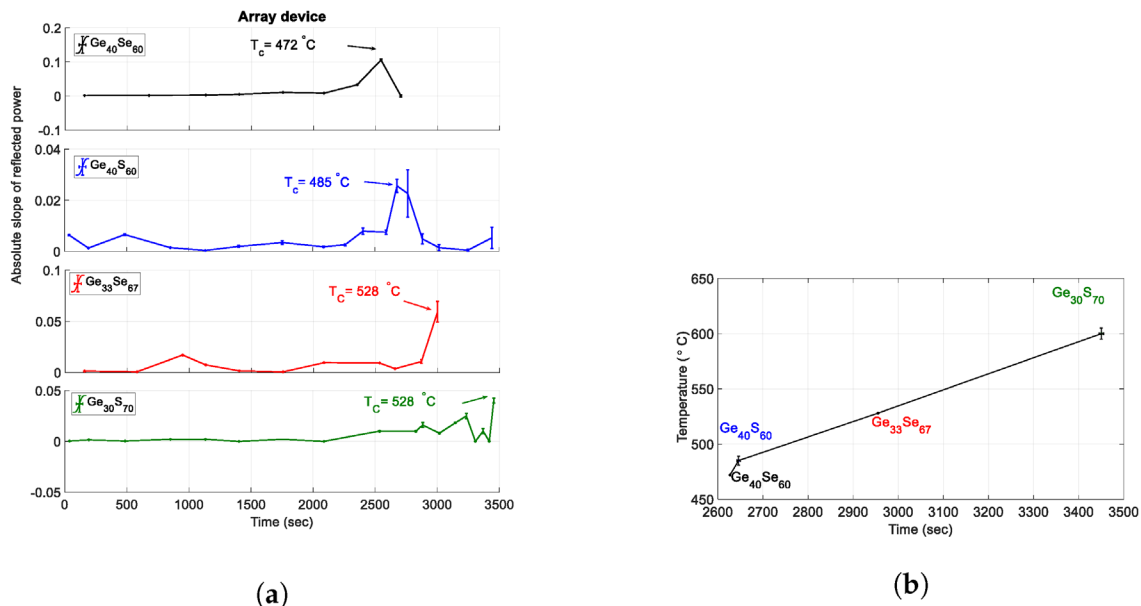 Array device
Absolute slope of reflected power
Ge40Se60
Tc= 472 °C
0.2
0.1
0
-0.1
Ge40S60
Tc= 485 °C
0.04
0.02
0
Ge33Se67
TC= 528 °C
0.1
0.05
0
Ge30S70
TC= 528 °C
0.05
0
-0.05
0 500 1000 1500 2000 2500 3000 3500
Time (sec)
(a)
Temperature (° C)
650
600
550
500
450
Ge30S70
Ge40S60
Ge33Se67
Ge40Se60
2600 2700 2800 2900 3000 3100 3200 3300 3400 3500
Time (sec)
(b)